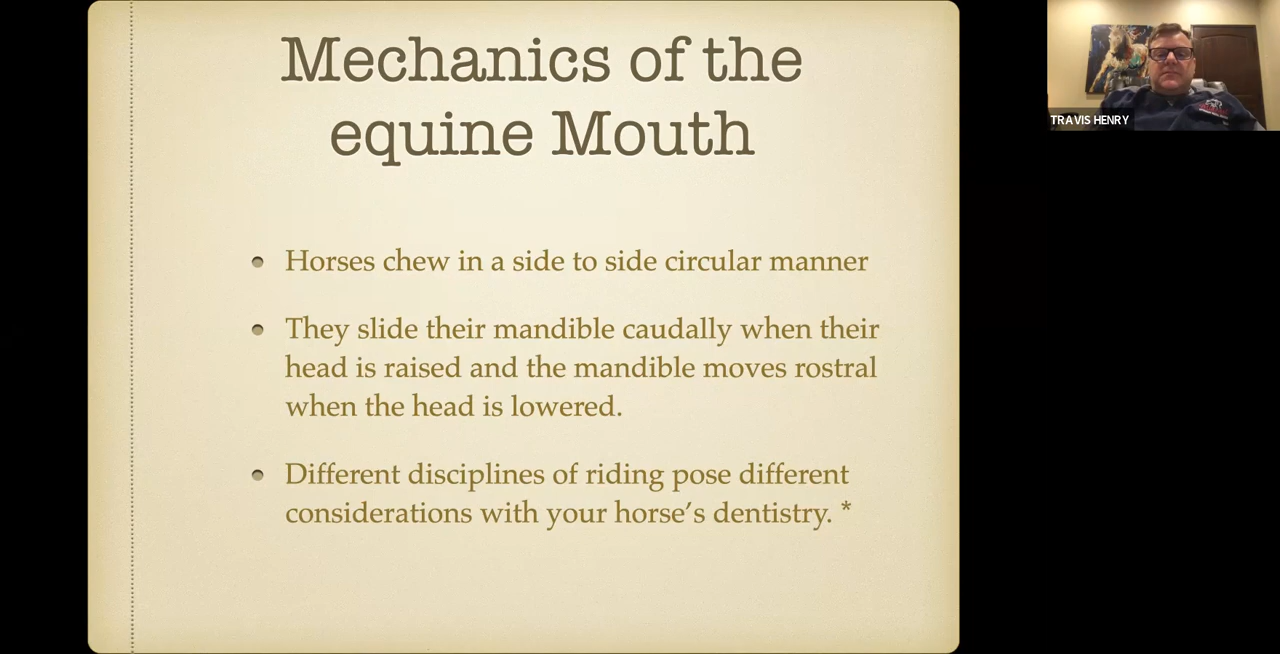 Mechanics of the
equine Mouth
Horses chew in a side to side circular manner
They slide their mandible caudally when their
head is raised and the mandible moves rostral
when the head is lowered.
Different disciplines of riding pose different
considerations with your horse's dentistry. *
TRAVIS HENRY